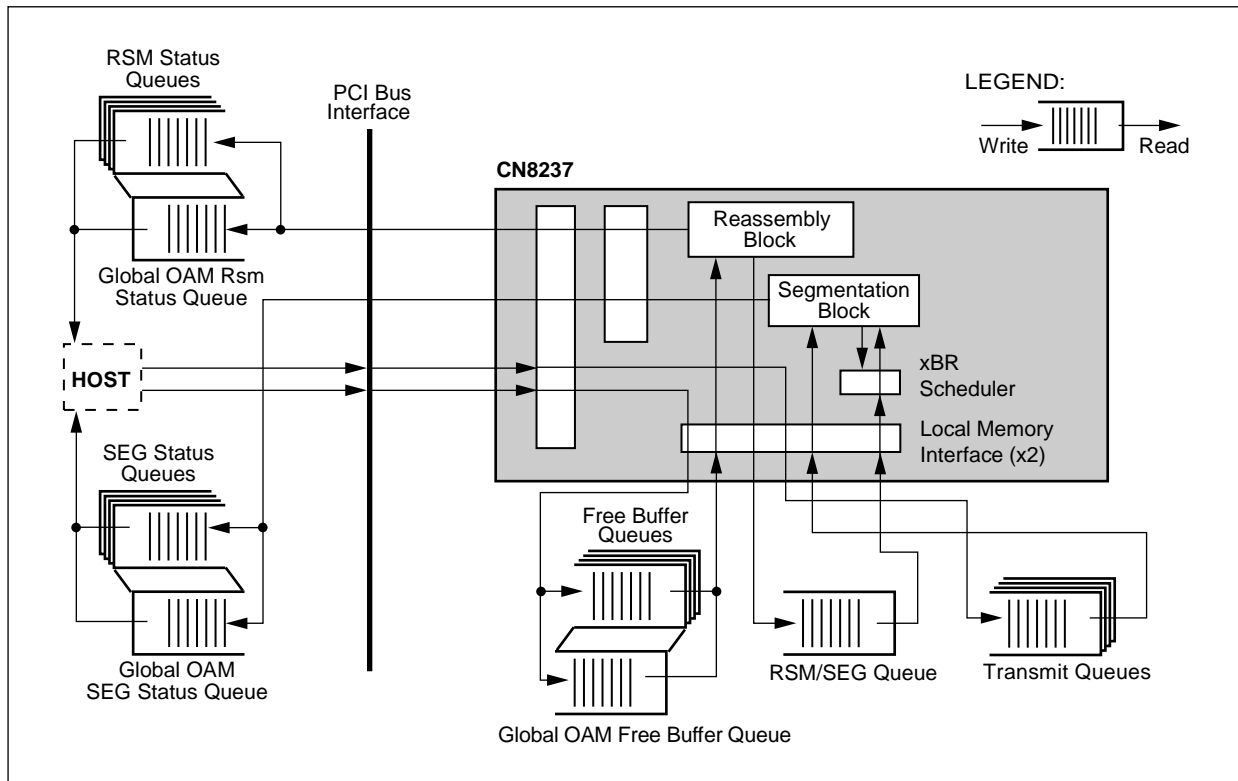 RSM Status
Queues
PCI Bus
Interface
LEGEND:
Write
Read
CN8237
Reassembly
Block
Global OAM Rsm
Status Queue
Segmentation
Block
HOST
xBR
Scheduler
Local Memory
Interface (x2)
SEG Status
Queues
Free Buffer
Queues
Global OAM
SEG Status Queue
RSM/SEG Queue
Transmit Queues
Global OAM Free Buffer Queue